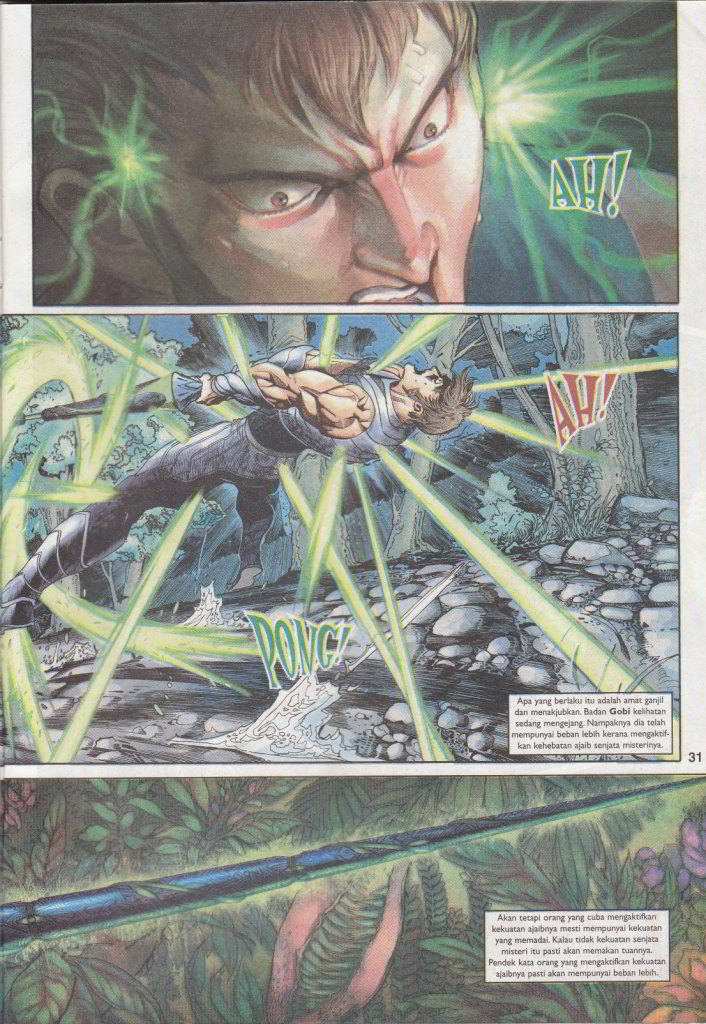 AH!
AH!
PONG!
Apa yang berlaku itu adalah amat ganjil
dan menakjubkan. Badan Gobi kelihatan
sedang mengejang. Nampaknya dia telah
mempunyai beban lebih kerana mengaktif-
kan kehebatan ajaib senjata misterinya.
31
Akan tetapi orang yang cuba mengaktifkan
kekuatan ajaibnya mesti mempunyai kekuatan
yang memadai. Kalau tidak kekuatan senjata
misteri itu pasti akan memakan tuannya.
Pendek kata orang yang mengaktifkan kekuatan
ajaibnya pasti akan mempunyai beban lebih.